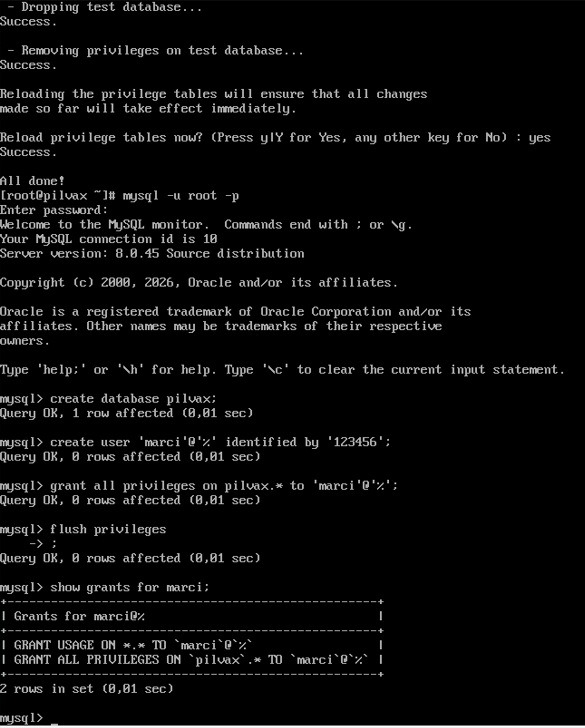 - Dropping test database...
Success.
- Removing privileges on test database...
Success.
Reloading the privilege tables will ensure that all changes
made so far will take effect immediately.
Reload privilege tables now? (Press y|Y for Yes, any other key for No) : yes
Success.
All done!
[root@pilvax ~]# mysql -u root -p
Enter password:
Welcome to the MySQL monitor.  Commands end with ; or \g.
Your MySQL connection id is 10
Server version: 8.0.45 Source distribution
Copyright (c) 2000, 2026, Oracle and/or its affiliates.
Oracle is a registered trademark of Oracle Corporation and/or its
affiliates. Other names may be trademarks of their respective
owners.
Type 'help;' or '\h' for help. Type '\c' to clear the current input statement.
mysql> create database pilvax;
Query OK, 1 row affected (0,01 sec)
mysql> create user 'marci'@'%' identified by '123456';
Query OK, 0 rows affected (0,01 sec)
mysql> grant all privileges on pilvax.* to 'marci'@'%';
Query OK, 0 rows affected (0,01 sec)
mysql> flush privileges
    -> ;
Query OK, 0 rows affected (0,01 sec)
mysql> show grants for marci;
+---------------------------------------------------+
| Grants for marci@%                                |
+---------------------------------------------------+
| GRANT USAGE ON *.* TO `marci`@`%`                 |
| GRANT ALL PRIVILEGES ON `pilvax`.* TO `marci`@`%` |
+---------------------------------------------------+
2 rows in set (0,01 sec)
mysql> _